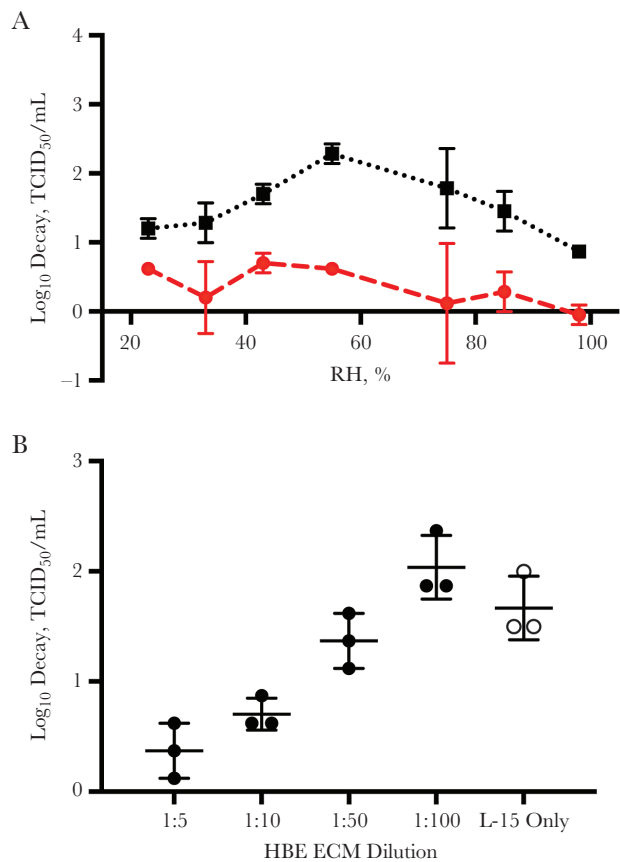 A
4
3
2
1
0
−1
Log10 Decay, TCID50/mL
20 40 60 80 100
RH, %
B
3
2
1
0
Log10 Decay, TCID50/mL
1:5 1:10 1:50 1:100 L-15 Only
HBE ECM Dilution